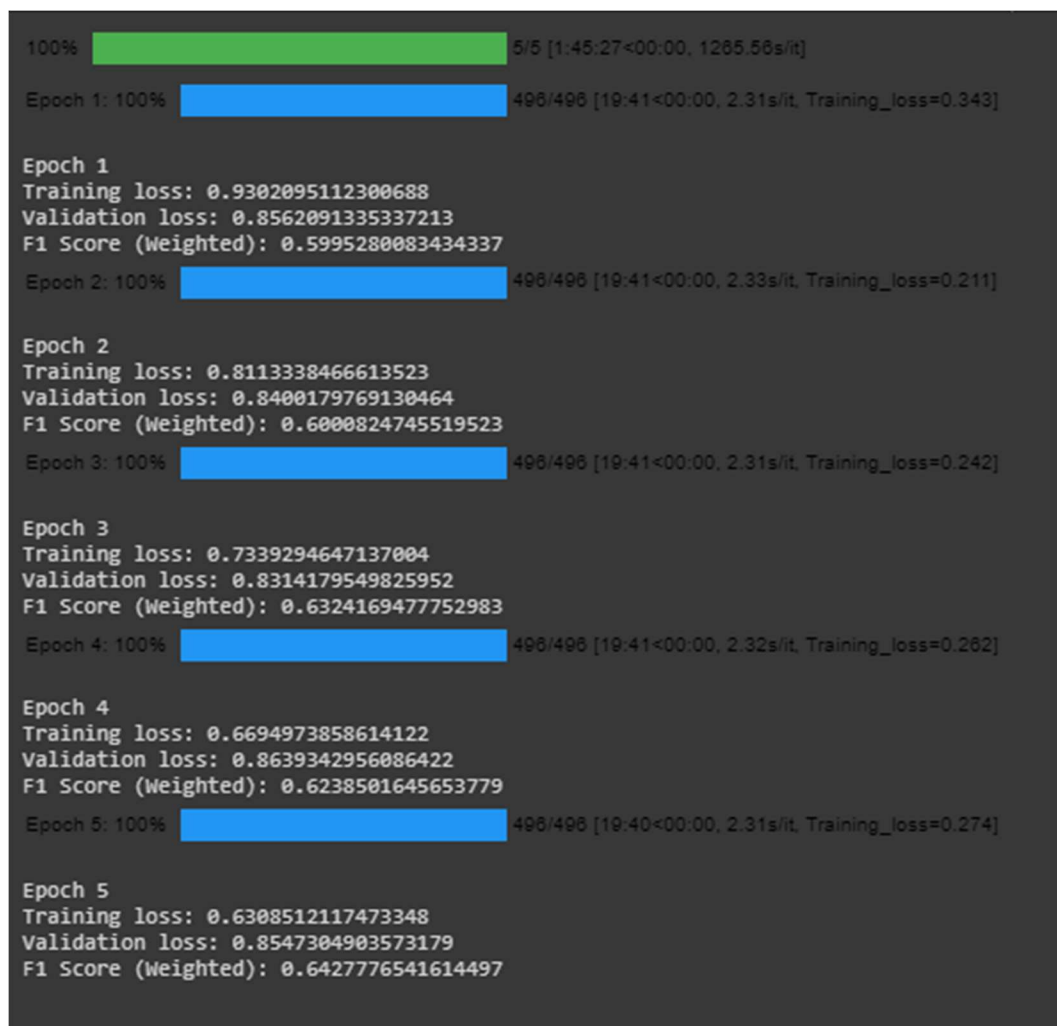 100% 5/5 [1:45:27<00:00, 1265.56s/it]
Epoch 1: 100% 496/496 [19:41<00:00, 2.31s/it, Training_loss=0.343]
Epoch 1
Training loss: 0.9302095112300688
Validation loss: 0.8562091335337213
F1 Score (Weighted): 0.5995280083434337
Epoch 2: 100% 496/496 [19:41<00:00, 2.33s/it, Training_loss=0.211]
Epoch 2
Training loss: 0.8113338466613523
Validation loss: 0.8400179769130464
F1 Score (Weighted): 0.6000824745519523
Epoch 3: 100% 496/496 [19:41<00:00, 2.31s/it, Training_loss=0.242]
Epoch 3
Training loss: 0.7339294647137004
Validation loss: 0.8314179549825952
F1 Score (Weighted): 0.6324169477752983
Epoch 4: 100% 496/496 [19:41<00:00, 2.32s/it, Training_loss=0.262]
Epoch 4
Training loss: 0.6694973858614122
Validation loss: 0.8639342956086422
F1 Score (Weighted): 0.6238501645653779
Epoch 5: 100% 496/496 [19:40<00:00, 2.31s/it, Training_loss=0.274]
Epoch 5
Training loss: 0.6308512117473348
Validation loss: 0.8547304903573179
F1 Score (Weighted): 0.6427776541614497